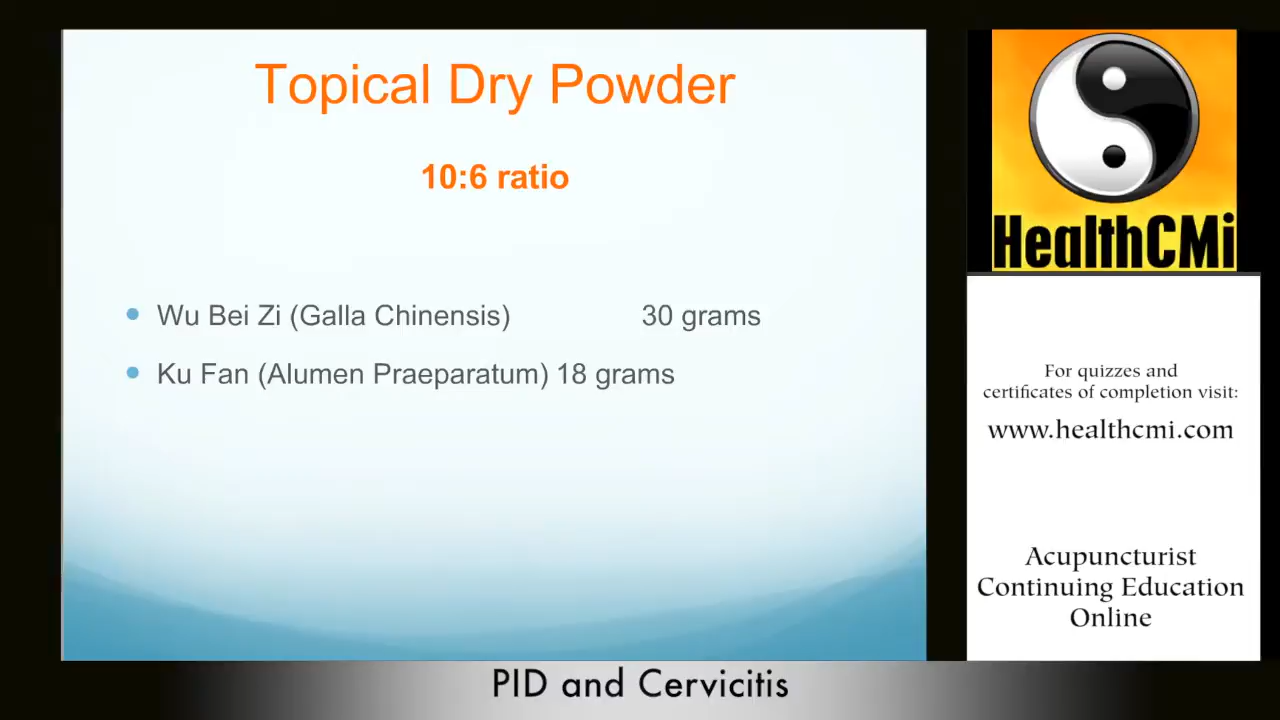 Topical Dry Powder
10:6 ratio
Wu Bei Zi (Galla Chinensis) 30 grams
Ku Fan (Alumen Praeparatum) 18 grams
HealthCMi
For quizzes and
certificates of completion visit:
www.healthcmi.com
Acupuncturist
Continuing Education
Online
PID and Cervicitis